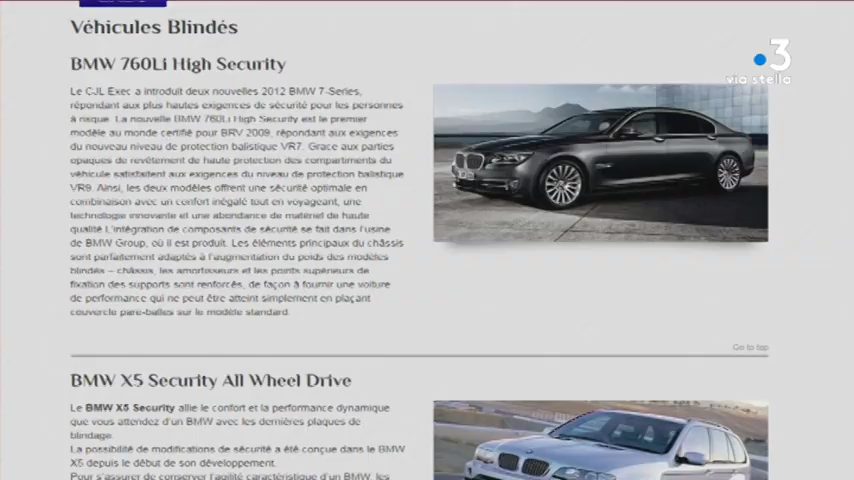 3
via stella
Véhicules Blindés
BMW 760Li High Security
Le CJL Exec a introduit deux nouvelles 2012 BMW 7-Series,
répondant aux plus hautes exigences de sécurité pour les personnes
à risque. La nouvelle BMW 760Li High Security est le premier
modèle au monde certifié pour BRV 2009, répondant aux exigences
du nouveau niveau de protection balistique VR7. Grace aux parties
opaques de revêtement de haute protection des compartiments du
véhicule satisfaitent aux exigences du niveau de protection balistique
VR9. Ainsi, les deux modèles offrent une sécurité optimale en
combinaison avec un confort inégalé tout en voyageant, une
technologie innovante et une abondance de matériel de haute
qualité L'intégration de composants de sécurité se fait dans l'usine
de BMW Group, où il est produit. Les éléments principaux du châssis
sont parfaitement adaptés à l'augmentation du poids des modèles
blindés – châssis, les amortisseurs et les points supérieurs de
fixation des supports sont renforcés, de façon à fournir une voiture
de performance qui ne peut être atteint simplement en plaçant
couvercle pare-balles sur le modèle standard.
Go to top
BMW X5 Security All Wheel Drive
Le BMW X5 Security allie le confort et la performance dynamique
que vous attendez d'un BMW avec les dernières plaques de
blindage.
La possibilité de modifications de sécurité a été conçue dans le BMW
X5 depuis le début de son développement.
Pour s'assurer de conserver l'agilité caractéristique d'un BMW, les